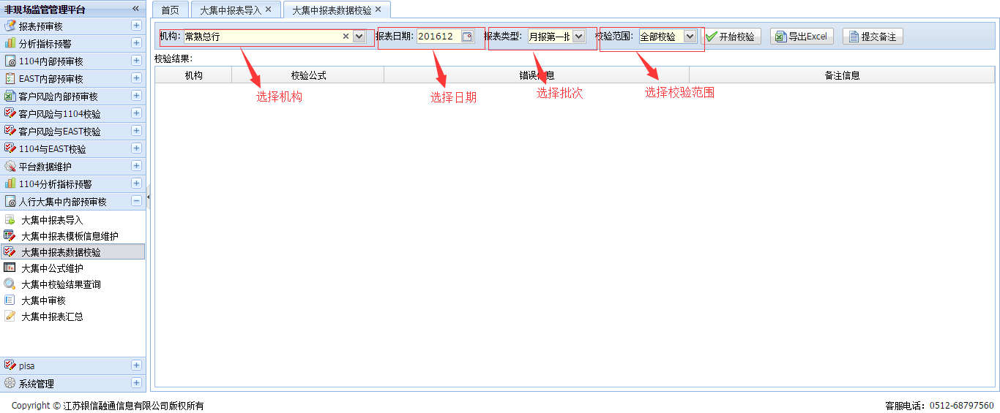 非现场监管管理平台
首页
大集中报表导入
大集中报表数据校验
报表预审核
分析指标预警
1104内部预审核
EAST内部预审核
客户风险内部预审核
客户风险与1104校验
客户风险与EAST校验
1104与EAST校验
平台数据维护
1104分析指标预警
人行大集中内部预审核
大集中报表导入
大集中报表模板信息维护
大集中报表数据校验
大集中公式维护
大集中校验结果查询
大集中审核
大集中报表汇总
pisa
系统管理
机构: 常熟总行
报表日期: 201612
报表类型: 月报第一批
校验范围: 全部校验
开始校验
导出Excel
提交备注
校验结果:
机构
校验公式
错误信息
备注信息
选择机构
选择日期
选择批次
选择校验范围
Copyright © 江苏银信融通信息有限公司版权所有
客服电话：0512-68797560